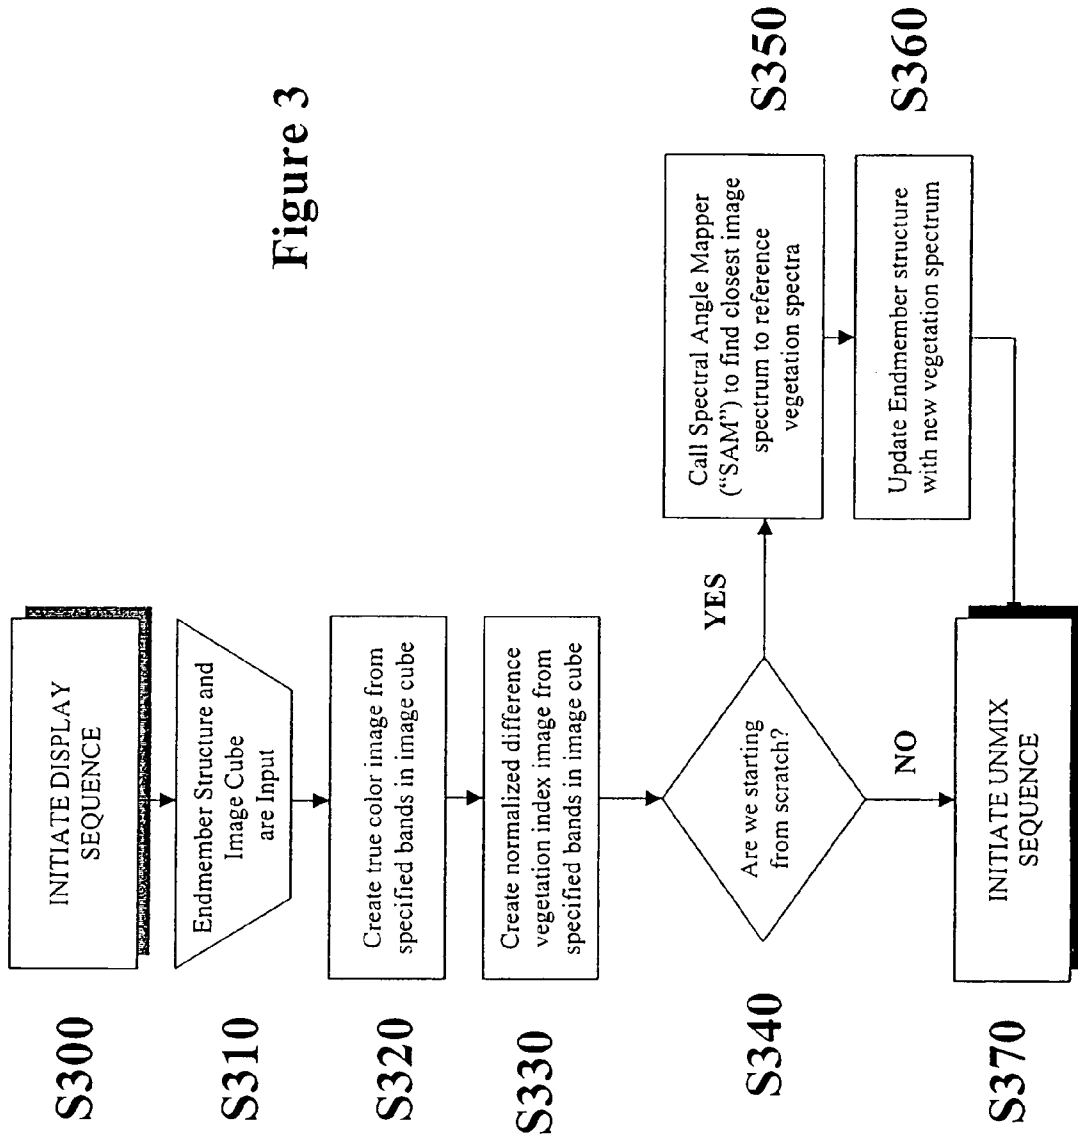 Figure 3
S300
INITIATE DISPLAY
SEQUENCE
S310
Endmember Structure and
Image Cube
are Input
S320
Create true color image from
specified bands in image cube
S330
Create normalized difference
vegetation index image from
specified bands in image cube
S340
Are we starting
from scratch?
YES
NO
S350
Call Spectral Angle Mapper
(“SAM”) to find closest image
spectrum to reference
vegetation spectra
S360
Update Endmember structure
with new vegetation spectrum
S370
INITIATE UNMIX
SEQUENCE